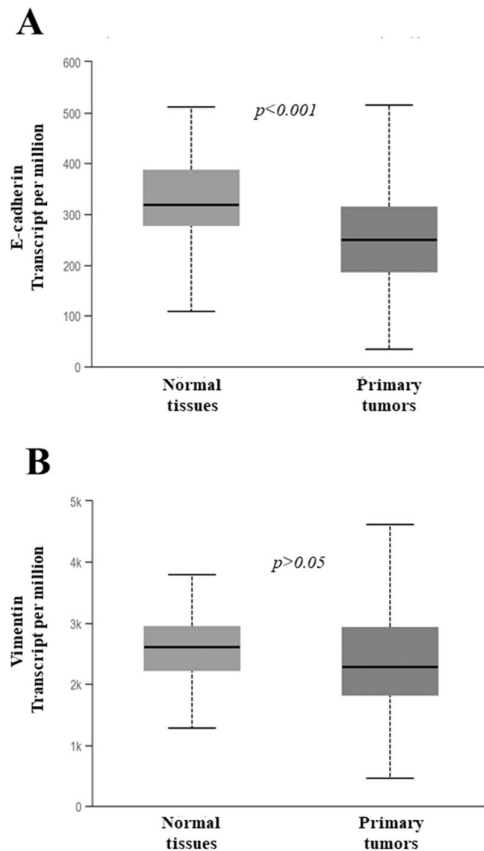 A
600
500
400
300
200
100
0
E-cadherin
Transcript per million
p<0.001
Normal
tissues
Primary
tumors
B
5k
4k
3k
2k
1k
0
Vimentin
Transcript per million
p>0.05
Normal
tissues
Primary
tumors